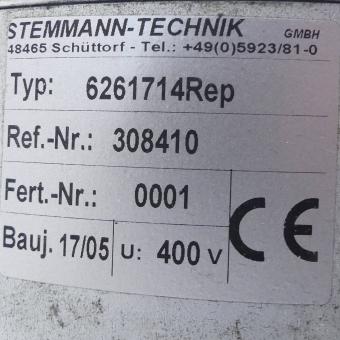 STEMMANN-TECHNIK GMBH
48465 Schüttorf - Tel.: +49(0)5923/81-0
Typ: 6261714Rep
Ref.-Nr.: 308410
Fert.-Nr.: 0001
Bauj. 17/05 U: 400 V CE